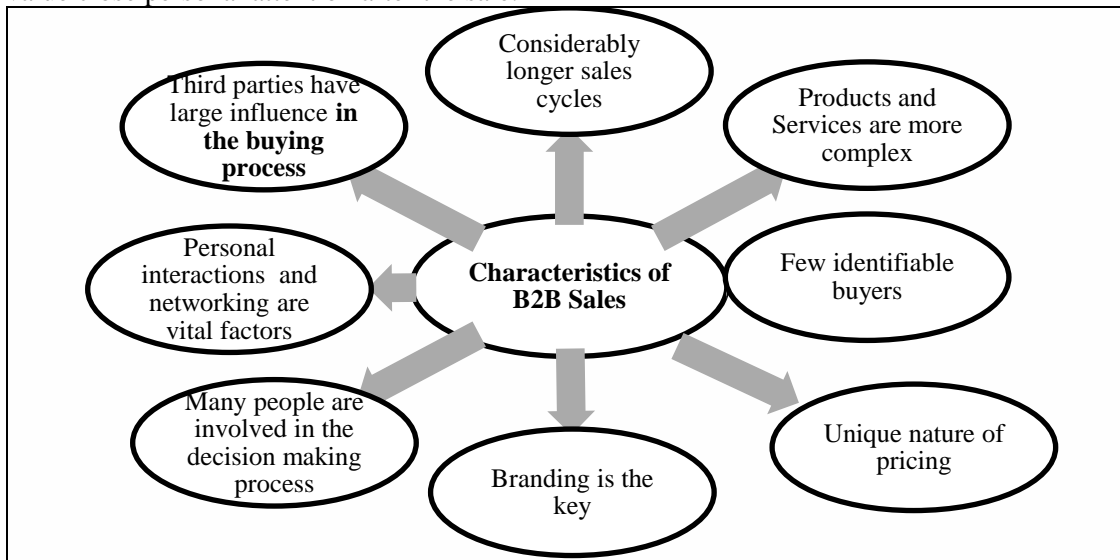 Considerably
longer sales
cycles
Third parties have
large influence in
the buying
process
Products and
Services are more
complex
Personal
interactions and
networking are
vital factors
Characteristics of
B2B Sales
Few identifiable
buyers
Many people are
involved in the
decision making
process
Branding is the
key
Unique nature of
pricing